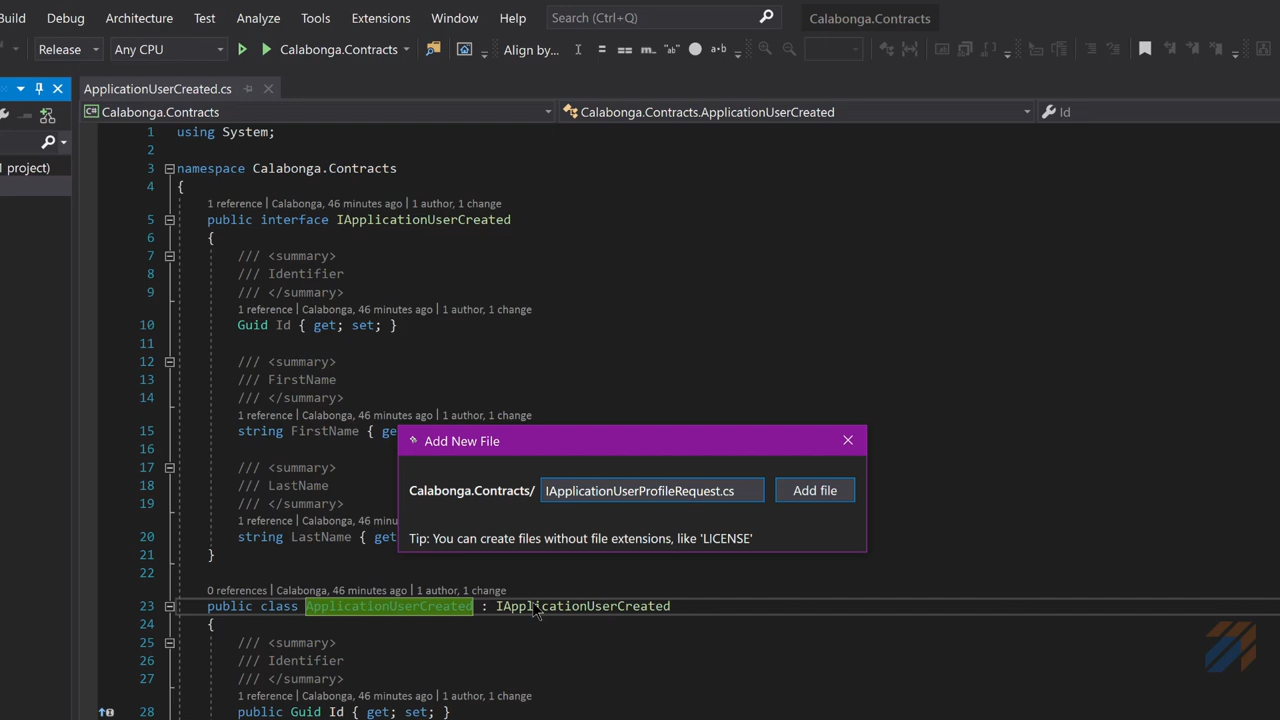 Build Debug Architecture Test Analyze Tools Extensions Window Help Search (Ctrl+Q) Calabonga.Contracts
Release Any CPU Calabonga.Contracts Align by...
ApplicationUserCreated.cs
Calabonga.Contracts Calabonga.Contracts.ApplicationUserCreated Id
1 using System;
2
1 project)
3 namespace Calabonga.Contracts
4 {
1 reference | Calabonga, 46 minutes ago | 1 author, 1 change
5 public interface IApplicationUserCreated
6 {
7 /// <summary>
8 /// Identifier
9 /// </summary>
1 reference | Calabonga, 46 minutes ago | 1 author, 1 change
10 Guid Id { get; set; }
11
12 /// <summary>
13 /// FirstName
14 /// </summary>
1 reference | Calabonga, 46 minutes ago | 1 author, 1 change
15 string FirstName { ge
16
Add New File
17 /// <summary>
18 /// LastName
Calabonga.Contracts/ IApplicationUserProfileRequest.cs Add file
19 /// </summary>
1 reference | Calabonga, 46 minu
20 string LastName { get
Tip: You can create files without file extensions, like 'LICENSE'
21 }
22
0 references | Calabonga, 46 minutes ago | 1 author, 1 change
23 public class ApplicationUserCreated : IApplicationUserCreated
24 {
25 /// <summary>
26 /// Identifier
27 /// </summary>
1 reference | Calabonga, 46 minutes ago | 1 author, 1 change
28 public Guid Id { get; set; }